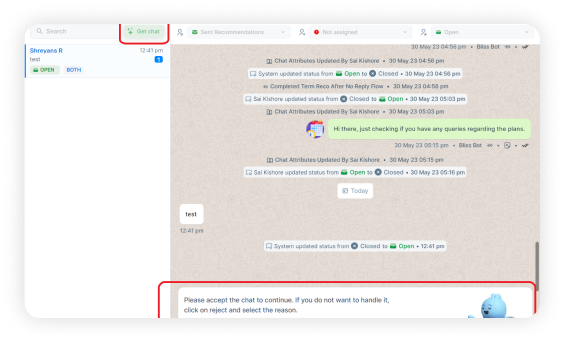 Search
Get chat
Sent Recommendations
Not assigned
Open
Shreyans R 12:41 pm
test 1
OPEN BOTH
30 May 23 04:56 pm • Bliss Bot
Chat Attributes Updated By Sai Kishore • 30 May 23 04:56 pm
System updated status from Open to Closed • 30 May 23 04:56 pm
Completed Term Reco After No Reply Flow • 30 May 23 04:58 pm
Sai Kishore updated status from Closed to Open • 30 May 23 05:03 pm
Chat Attributes Updated By Sai Kishore • 30 May 23 05:03 pm
Hi there, just checking if you have any queries regarding the plans.
30 May 23 05:15 pm • Bliss Bot
Chat Attributes Updated By Sai Kishore • 30 May 23 05:15 pm
Sai Kishore updated status from Open to Closed • 30 May 23 05:16 pm
Today
test
12:41 pm
System updated status from Closed to Open • 12:41 pm
Please accept the chat to continue. If you do not want to handle it,
click on reject and select the reason.